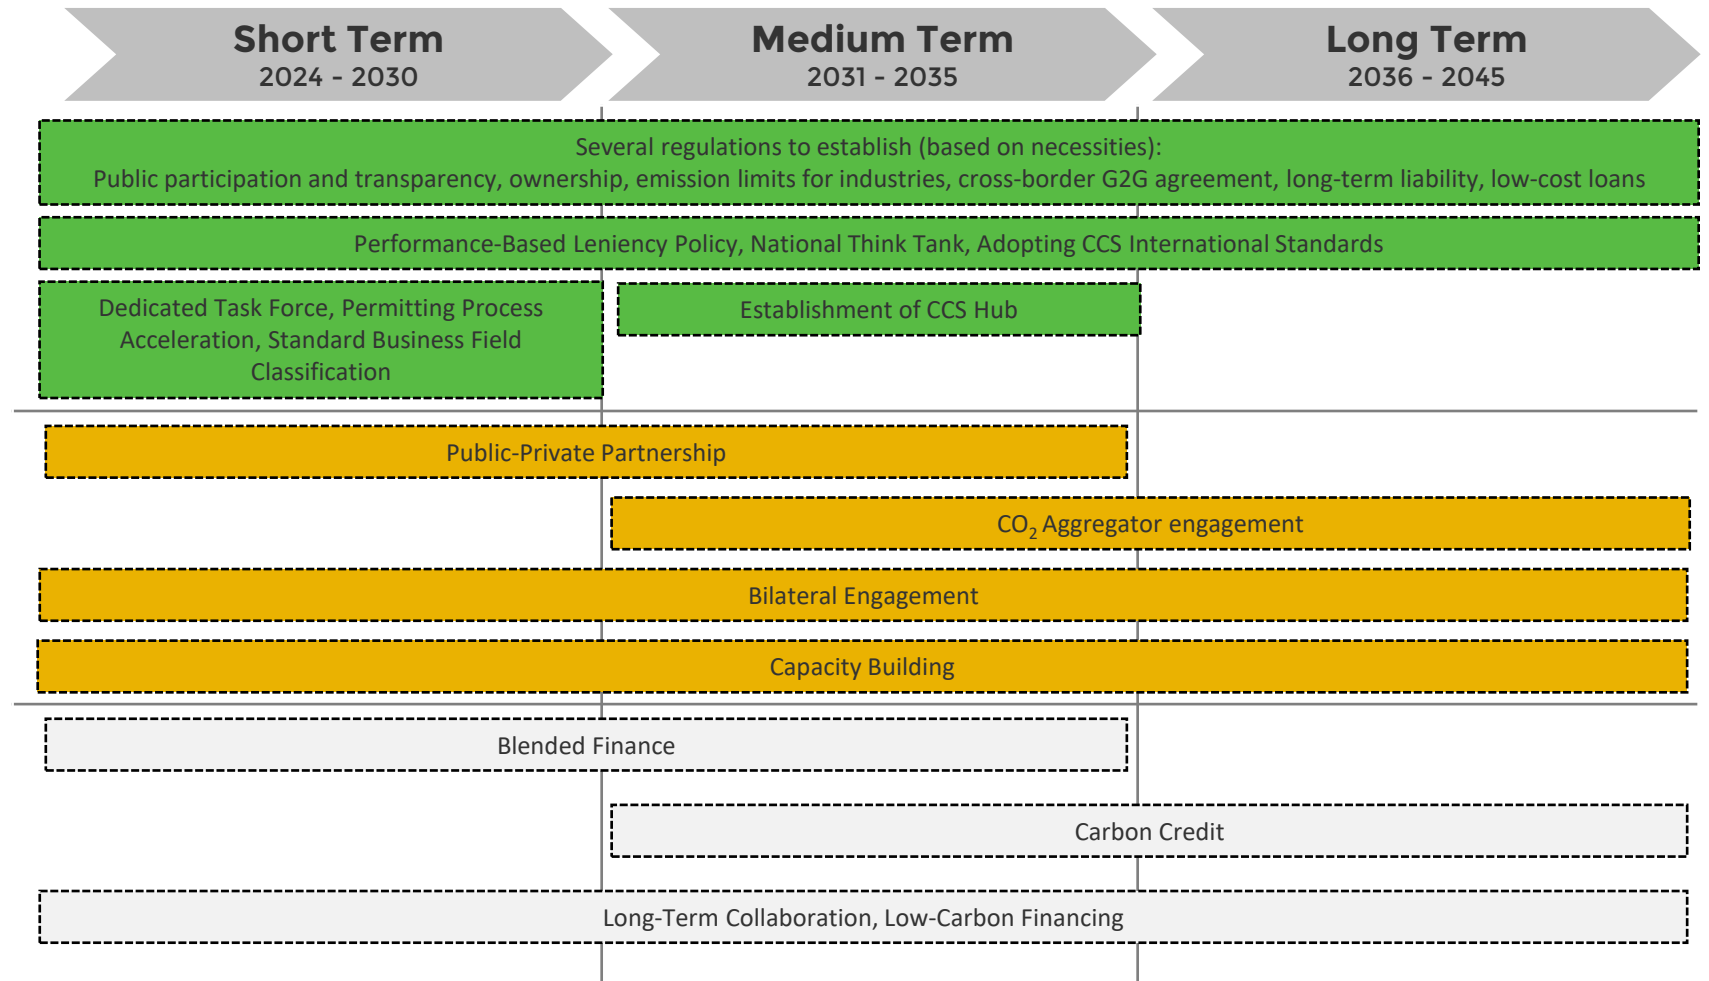 Short Term
2024 - 2030
Medium Term
2031 - 2035
Long Term
2036 - 2045
Several regulations to establish (based on necessities):
Public participation and transparency, ownership, emission limits for industries, cross-border G2G agreement, long-term liability, low-cost loans
Performance-Based Leniency Policy, National Think Tank, Adopting CCS International Standards
Dedicated Task Force, Permitting Process
Acceleration, Standard Business Field
Classification
Establishment of CCS Hub
Public-Private Partnership
CO₂ Aggregator engagement
Bilateral Engagement
Capacity Building
Blended Finance
Carbon Credit
Long-Term Collaboration, Low-Carbon Financing